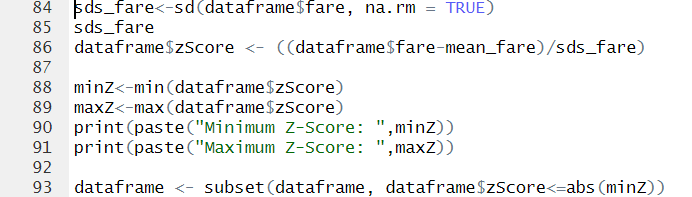 84 sds_fare<-sd(dataframe$fare, na.rm = TRUE)
85 sds_fare
86 dataframe$zScore <- ((dataframe$fare-mean_fare)/sds_fare)
87
88 minZ<-min(dataframe$zScore)
89 maxZ<-max(dataframe$zScore)
90 print(paste("Minimum Z-Score: ",minZ))
91 print(paste("Maximum Z-Score: ",maxZ))
92
93 dataframe <- subset(dataframe, dataframe$zScore<=abs(minZ))